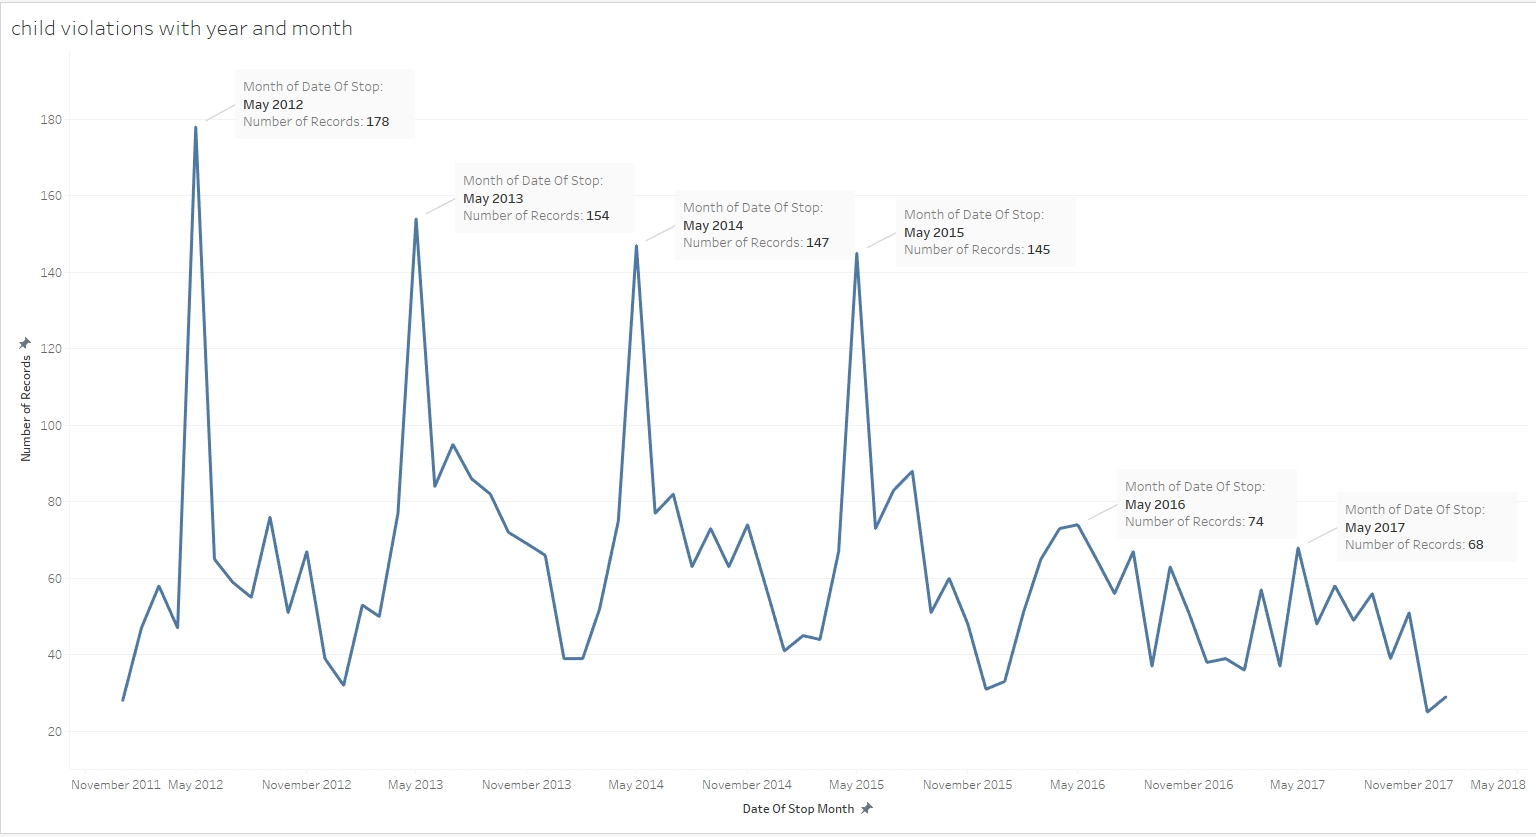 child violations with year and month
Month of Date Of Stop:
May 2012
Number of Records: 178
Month of Date Of Stop:
May 2013
Number of Records: 154
Month of Date Of Stop:
May 2014
Number of Records: 147
Month of Date Of Stop:
May 2015
Number of Records: 145
Month of Date Of Stop:
May 2016
Number of Records: 74
Month of Date Of Stop:
May 2017
Number of Records: 68
180
160
140
120
100
80
60
40
20
Number of Records
November 2011 May 2012 November 2012 May 2013 November 2013 May 2014 November 2014 May 2015 November 2015 May 2016 November 2016 May 2017 November 2017 May 2018
Date Of Stop Month